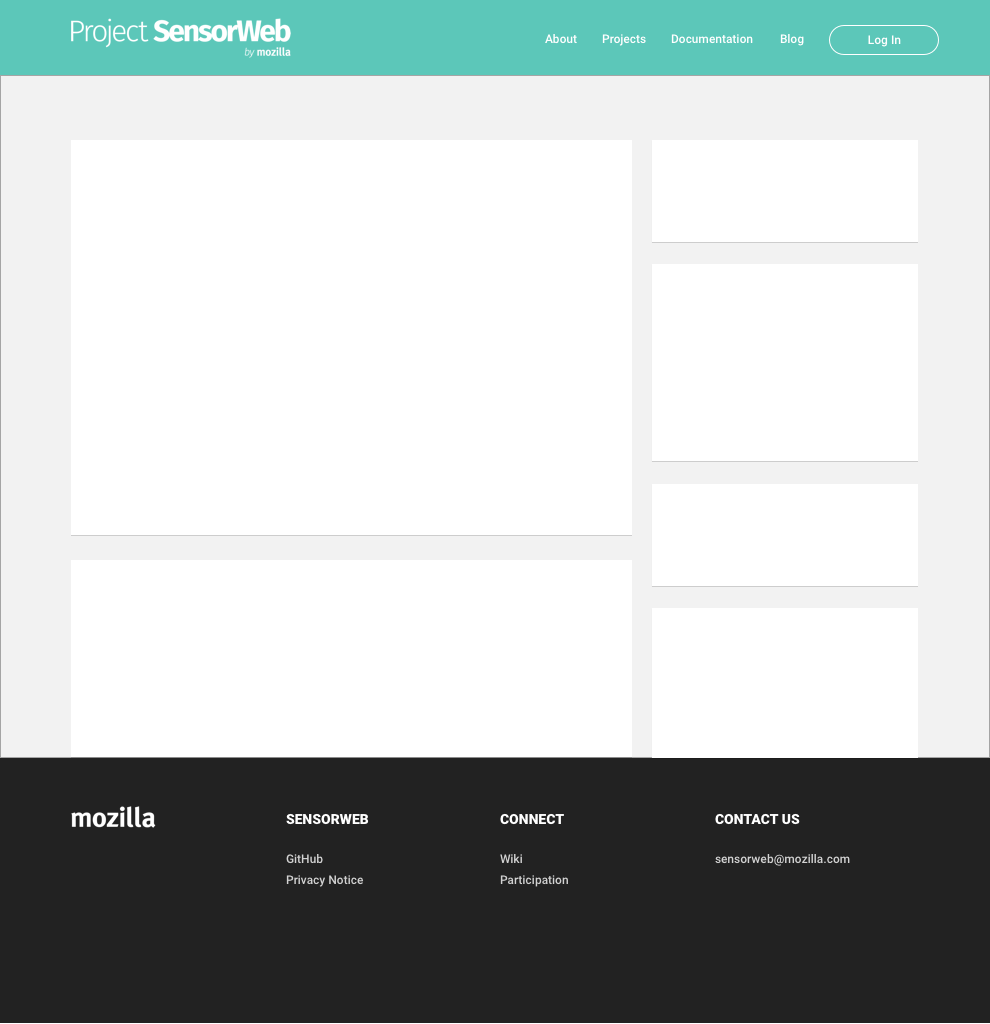 Project SensorWeb
by mozilla
About Projects Documentation Blog Log In
mozilla
SENSORWEB
GitHub
Privacy Notice
CONNECT
Wiki
Participation
CONTACT US
sensorweb@mozilla.com